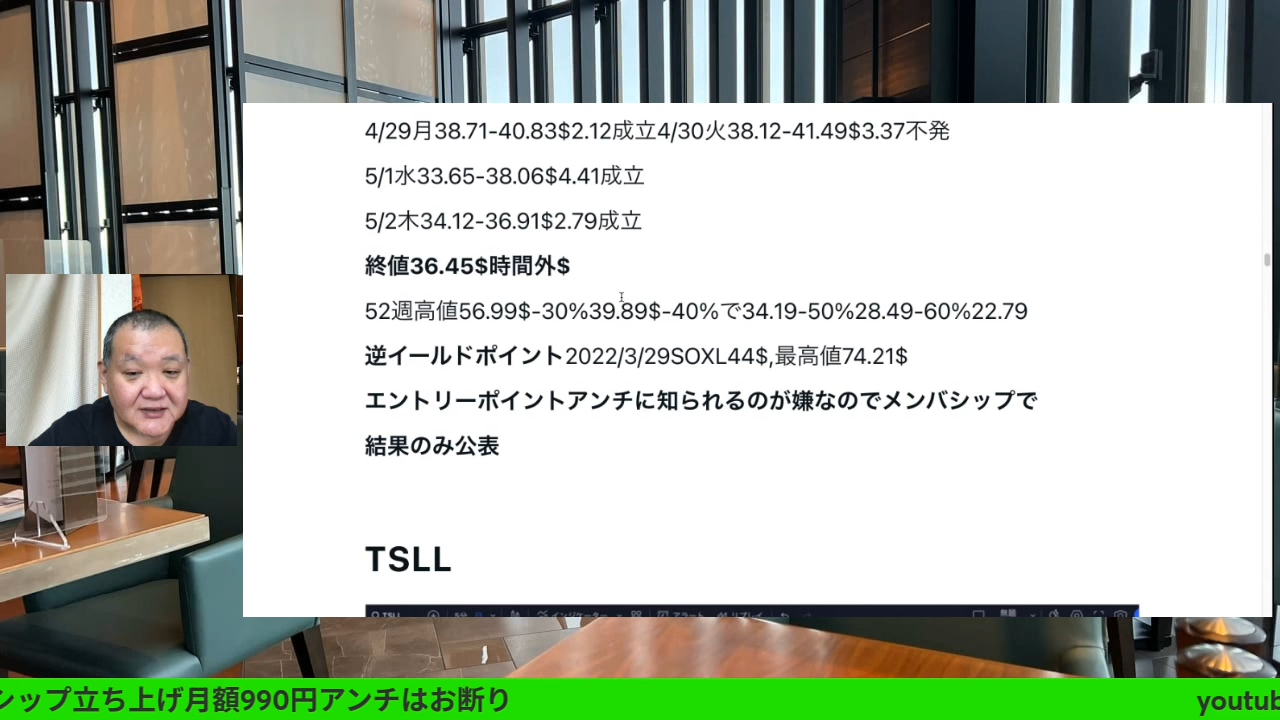 4/29月38.71-40.83$2.12成立4/30火38.12-41.49$3.37不発
5/1水33.65-38.06$4.41成立
5/2木34.12-36.91$2.79成立
終値36.45$時間外$
52週高値56.99$-30%39.89$-40%で34.19-50%28.49-60%22.79
逆イールドポイント2022/3/29SOXL44$,最高値74.21$
エントリーポイントアンチに知られるのが嫌なのでメンバシップで
結果のみ公表
TSLL
シップ立ち上げ月額990円アンチはお断り
youtub